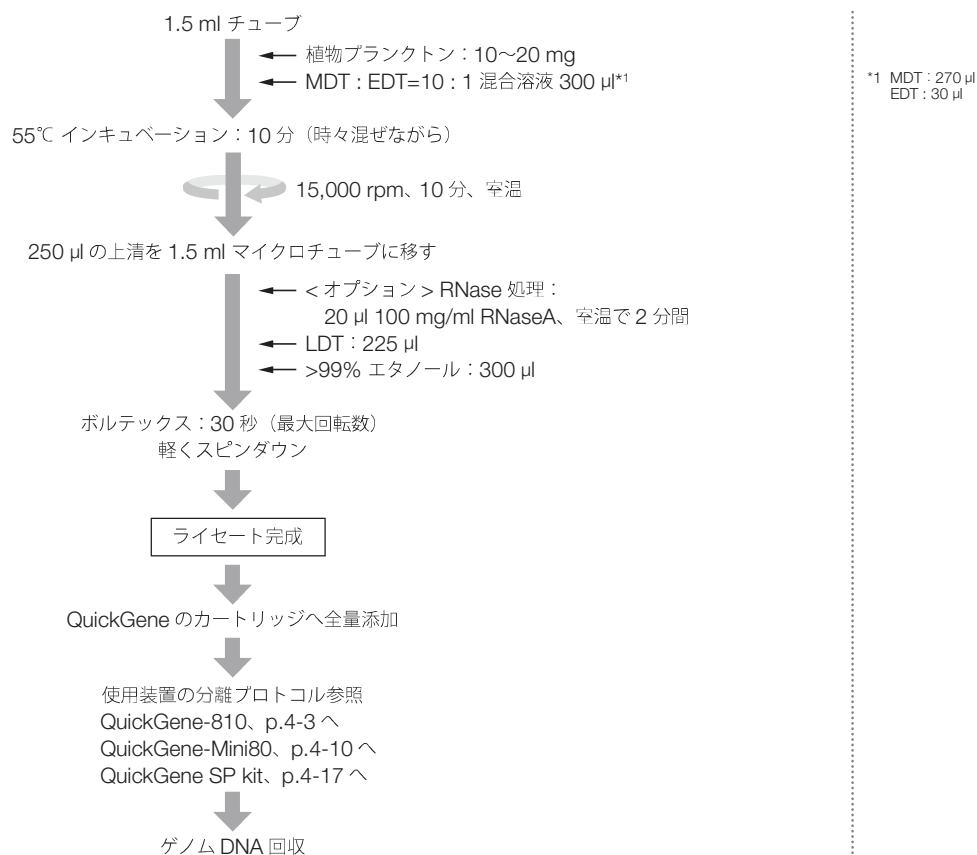 1.5 ml チューブ
植物プランクトン：10～20 mg
MDT : EDT=10 : 1 混合溶液 300 µl*1
*1 MDT：270 µl
EDT : 30 µl
55℃ インキュベーション：10 分（時々混ぜながら）
15,000 rpm、10 分、室温
250 µl の上清を 1.5 ml マイクロチューブに移す
< オプション > RNase 処理：
20 µl 100 mg/ml RNaseA、室温で 2 分間
LDT：225 µl
>99% エタノール：300 µl
ボルテックス：30 秒（最大回転数）
軽くスピンダウン
ライセート完成
QuickGene のカートリッジへ全量添加
使用装置の分離プロトコル参照
QuickGene-810、p.4-3 へ
QuickGene-Mini80、p.4-10 へ
QuickGene SP kit、p.4-17 へ
ゲノム DNA 回収